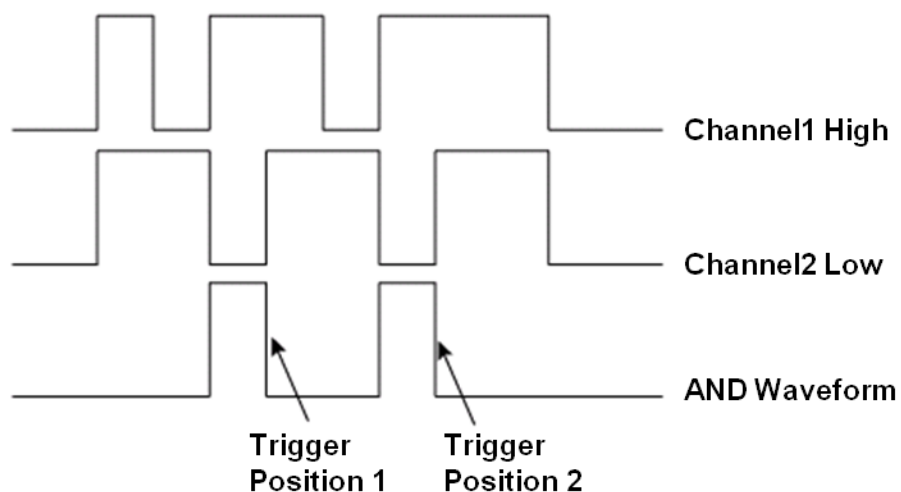 Channel1 High
Channel2 Low
AND Waveform
Trigger
Position 1
Trigger
Position 2